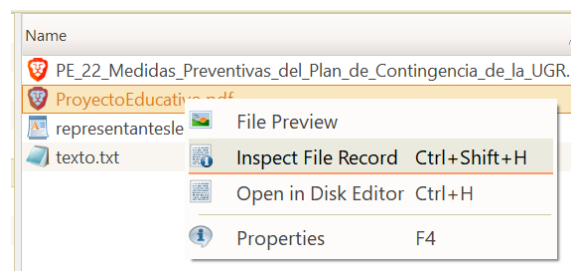 Name
PE_22_Medidas_Preventivas_del_Plan_de_Contingencia_de_la_UGR.
ProyectoEducativo.pdf
representantesle
texto.txt
File Preview
Inspect File Record Ctrl+Shift+H
Open in Disk Editor Ctrl+H
Properties F4